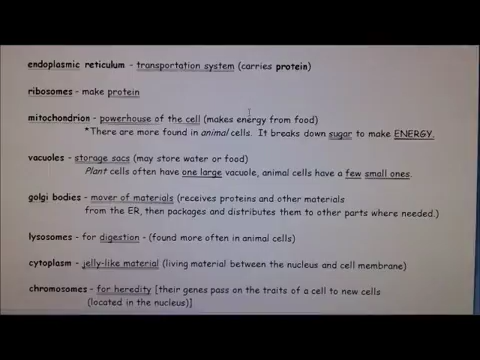 endoplasmic reticulum - transportation system (carries protein)
ribosomes - make protein
mitochondrion - powerhouse of the cell (makes energy from food)
*There are more found in animal cells. It breaks down sugar to make ENERGY.
vacuoles - storage sacs (may store water or food)
Plant cells often have one large vacuole, animal cells have a few small ones.
golgi bodies - mover of materials (receives proteins and other materials
from the ER, then packages and distributes them to other parts where needed.)
lysosomes - for digestion - (found more often in animal cells)
cytoplasm - jelly-like material (living material between the nucleus and cell membrane)
chromosomes - for heredity [their genes pass on the traits of a cell to new cells
(located in the nucleus)]